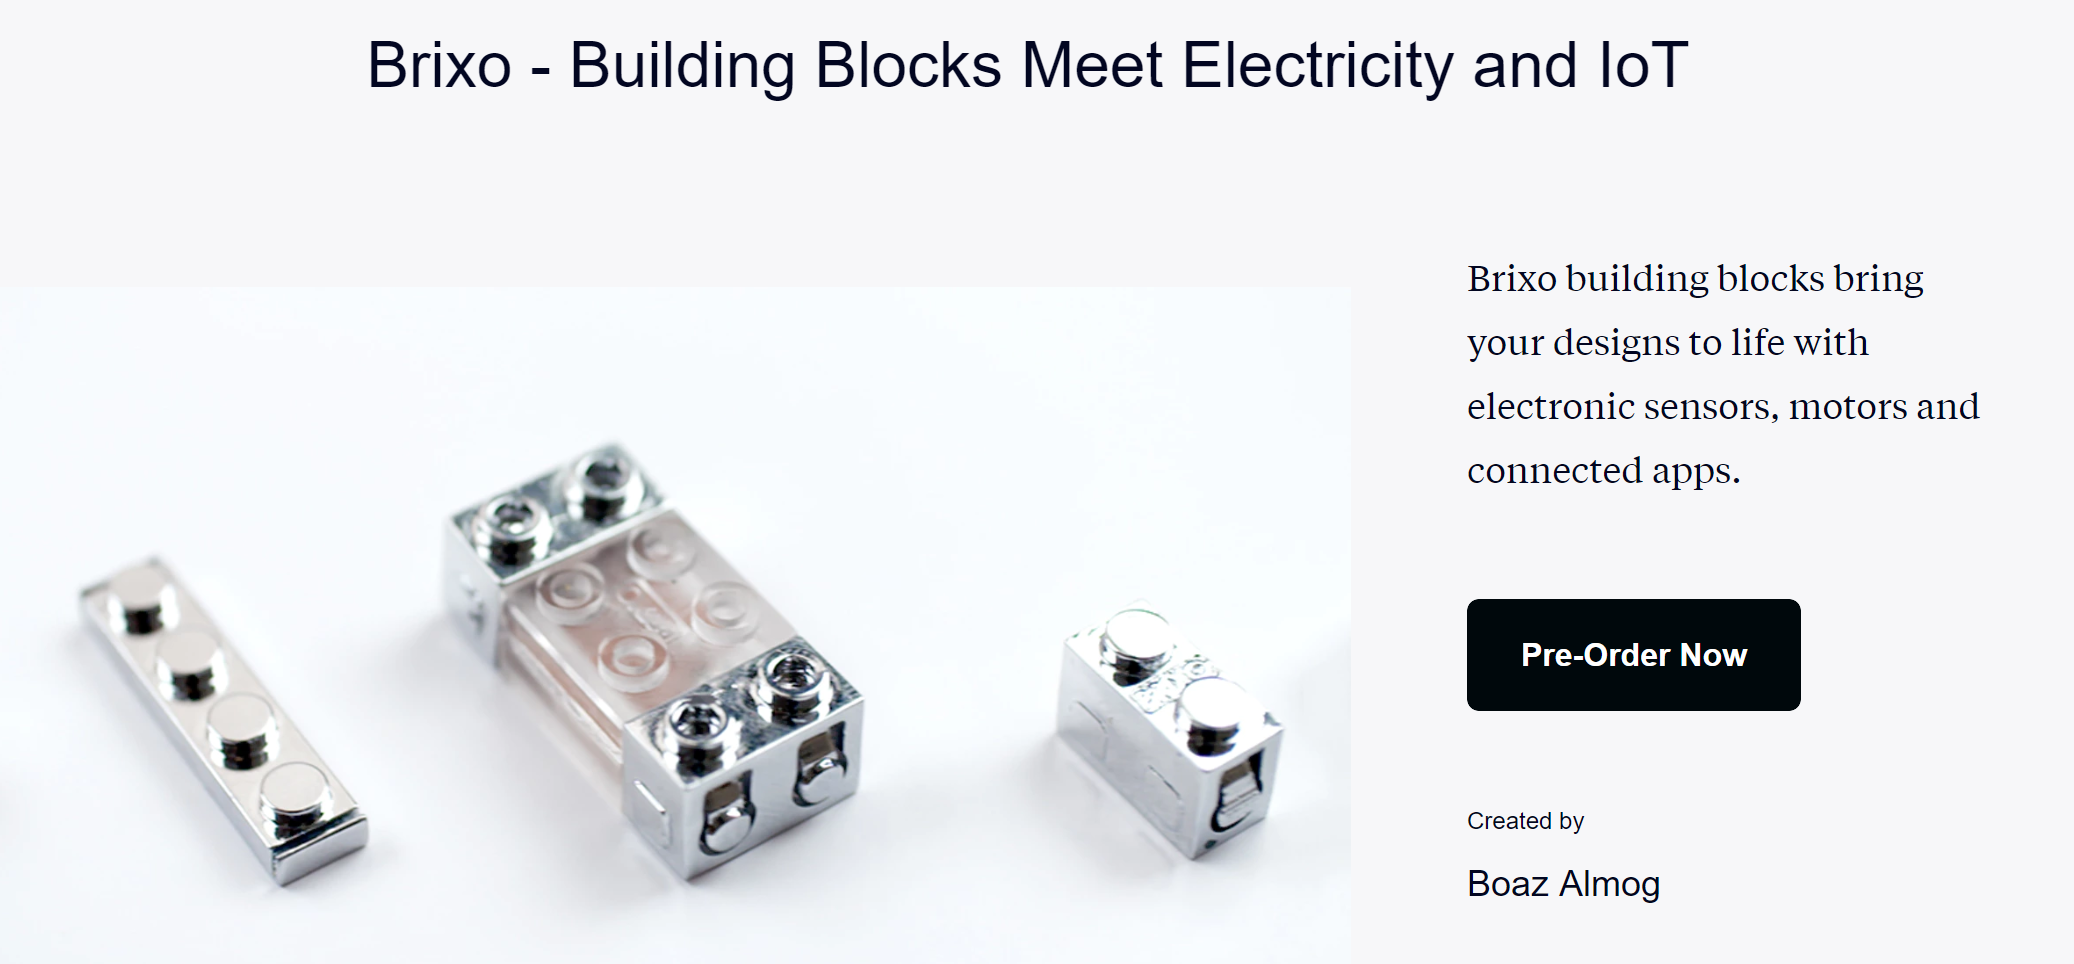 Brixo - Building Blocks Meet Electricity and IoT
Brixo building blocks bring
your designs to life with
electronic sensors, motors and
connected apps.
Pre-Order Now
Created by
Boaz Almog